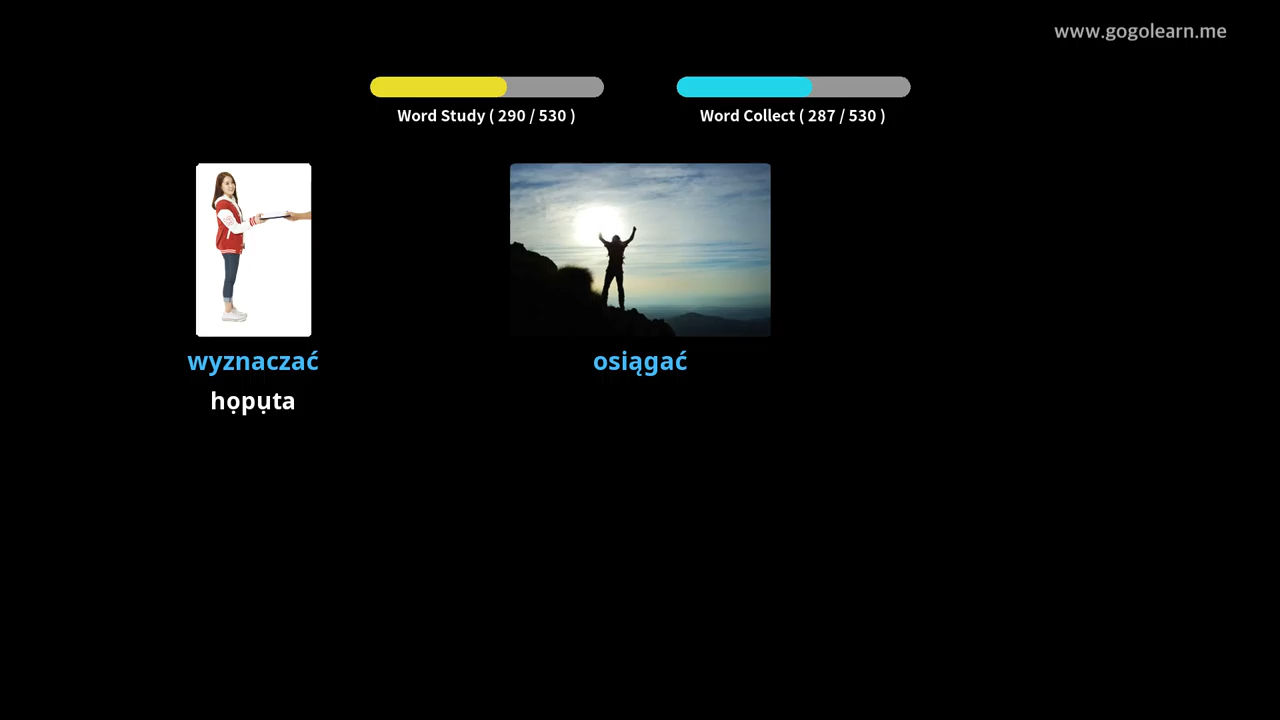 www.gogolearn.me
Word Study ( 290 / 530 )
Word Collect ( 287 / 530 )
wyznaczać
osiągać
họpụta